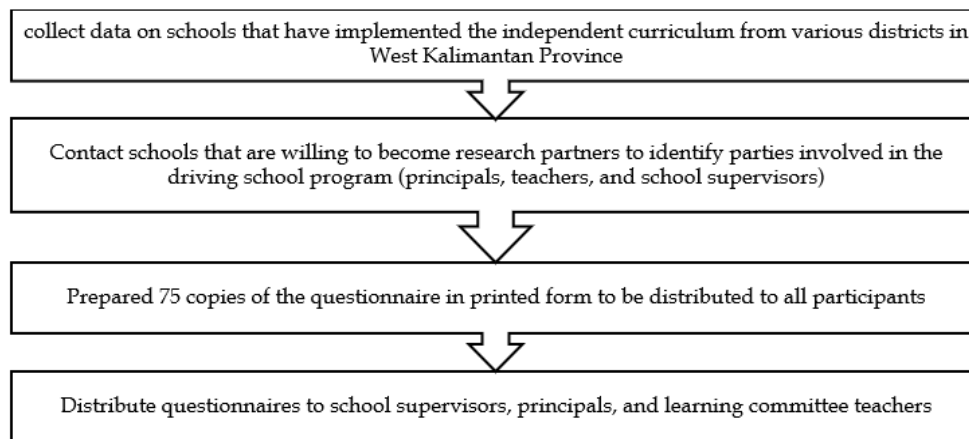 collect data on schools that have implemented the independent curriculum from various districts in
West Kalimantan Province
Contact schools that are willing to become research partners to identify parties involved in the
driving school program (principals, teachers, and school supervisors)
Prepared 75 copies of the questionnaire in printed form to be distributed to all participants
Distribute questionnaires to school supervisors, principals, and learning committee teachers